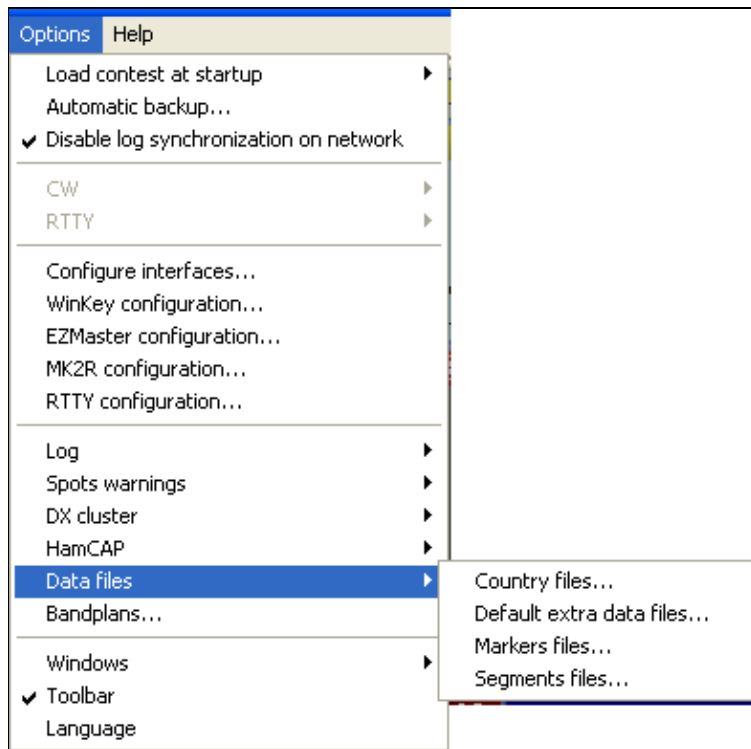 Options Help
Load contest at startup
Automatic backup...
Disable log synchronization on network
CW
RTTY
Configure interfaces...
WinKey configuration...
EZMaster configuration...
MK2R configuration...
RTTY configuration...
Log
Spots warnings
DX cluster
HamCAP
Data files
Bandplans...
Windows
Toolbar
Language
Country files...
Default extra data files...
Markers files...
Segments files...